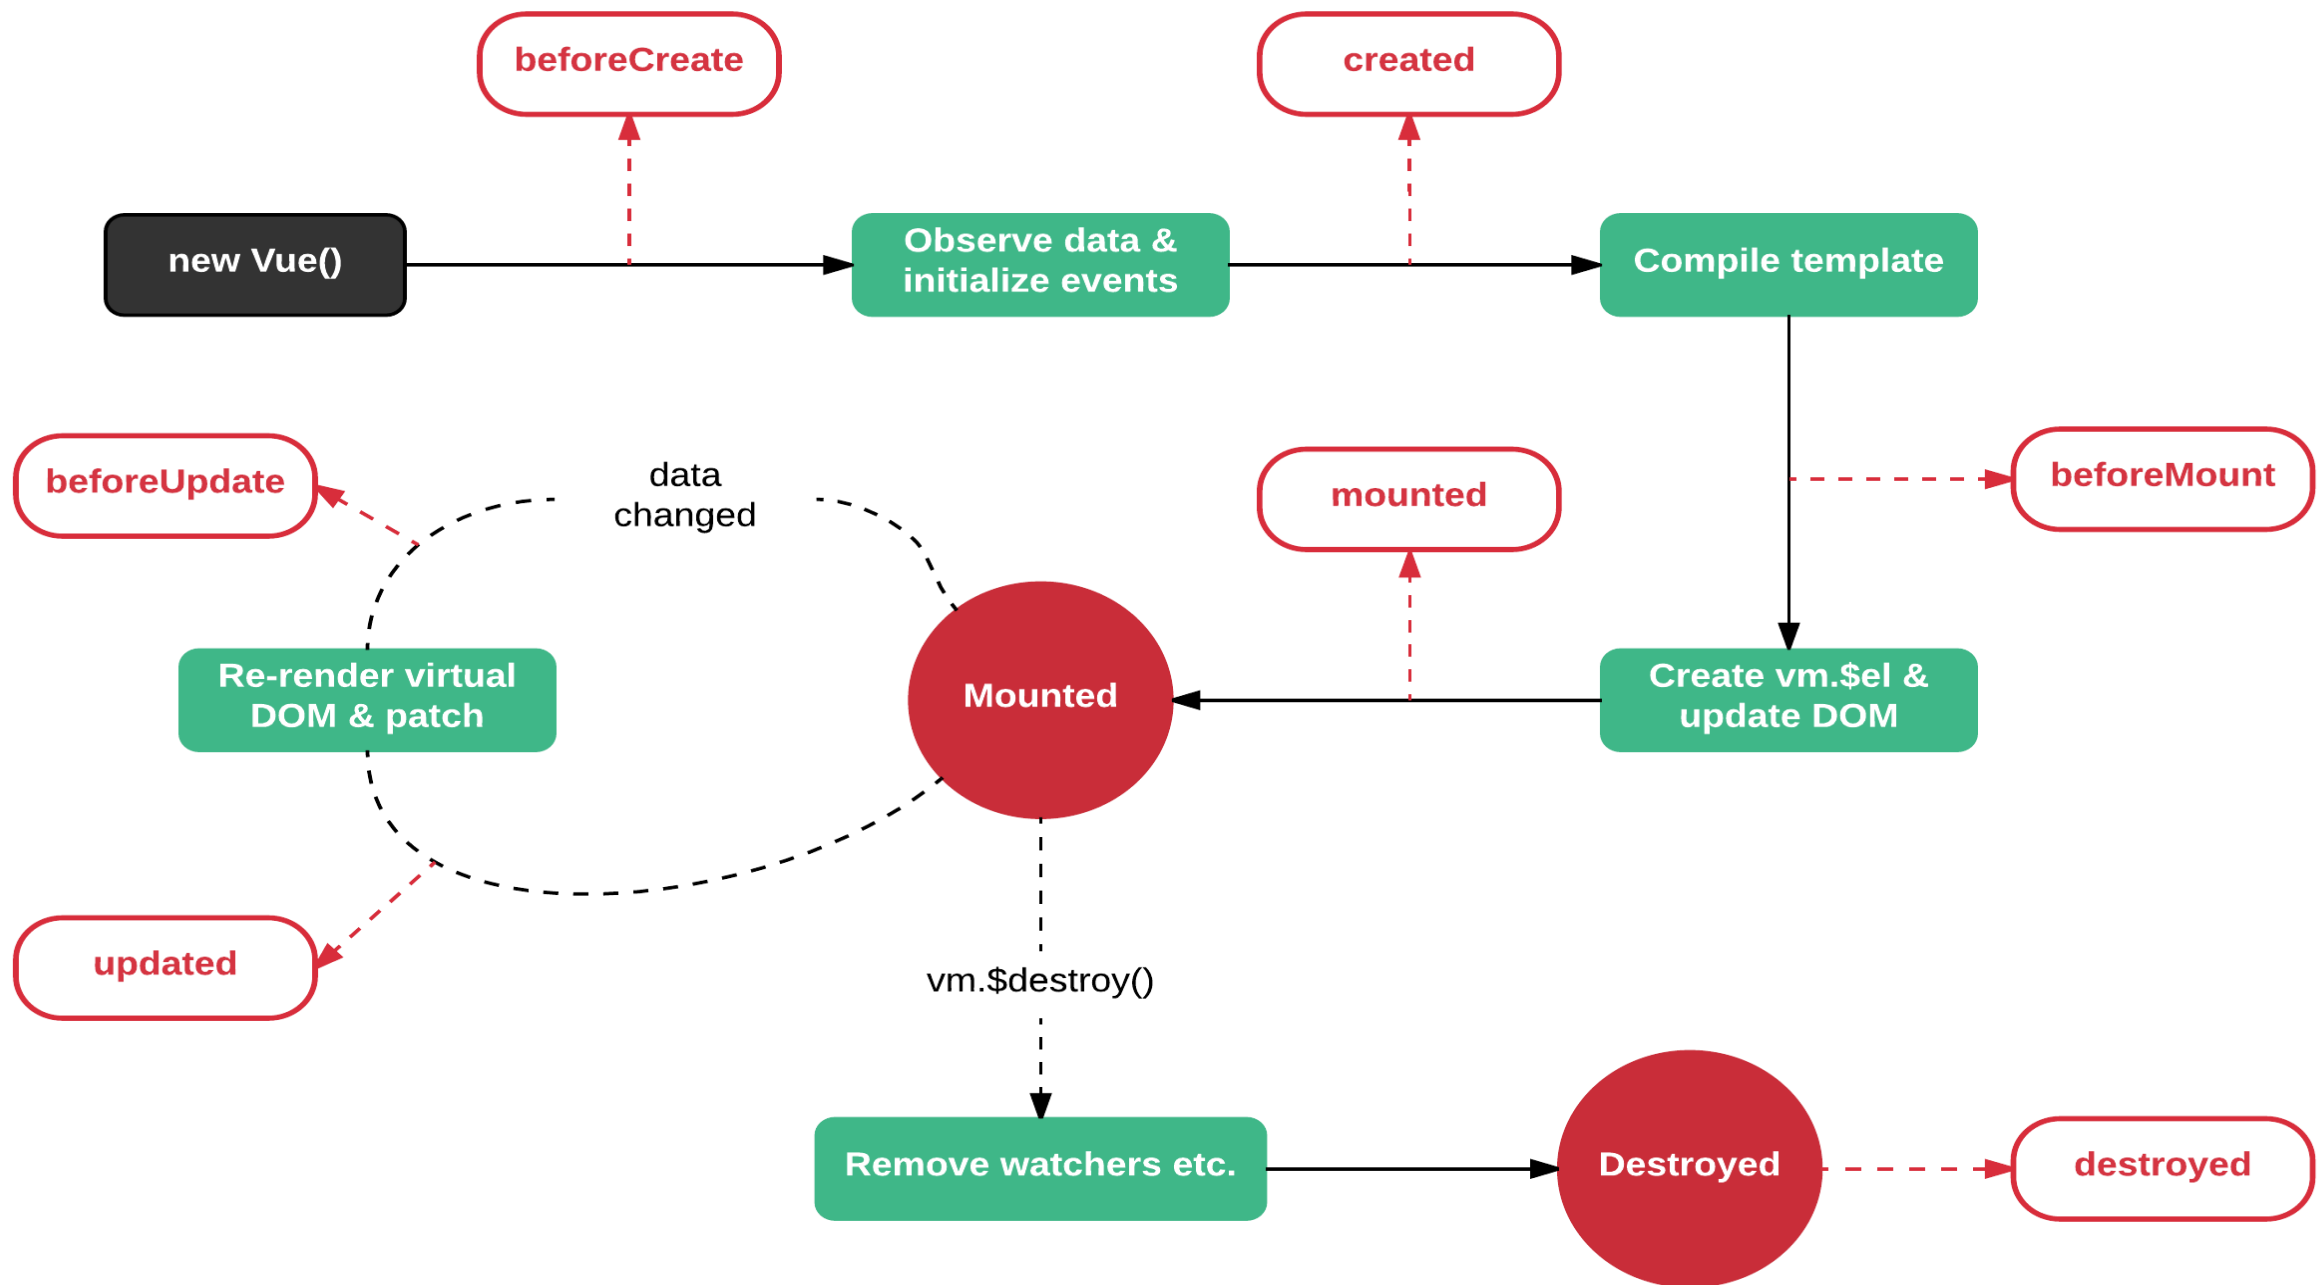 beforeCreate
created
new Vue()
Observe data &
initialize events
Compile template
beforeUpdate
data
changed
mounted
beforeMount
Re-render virtual
DOM & patch
Mounted
Create vm.$el &
update DOM
updated
vm.$destroy()
Remove watchers etc.
Destroyed
destroyed